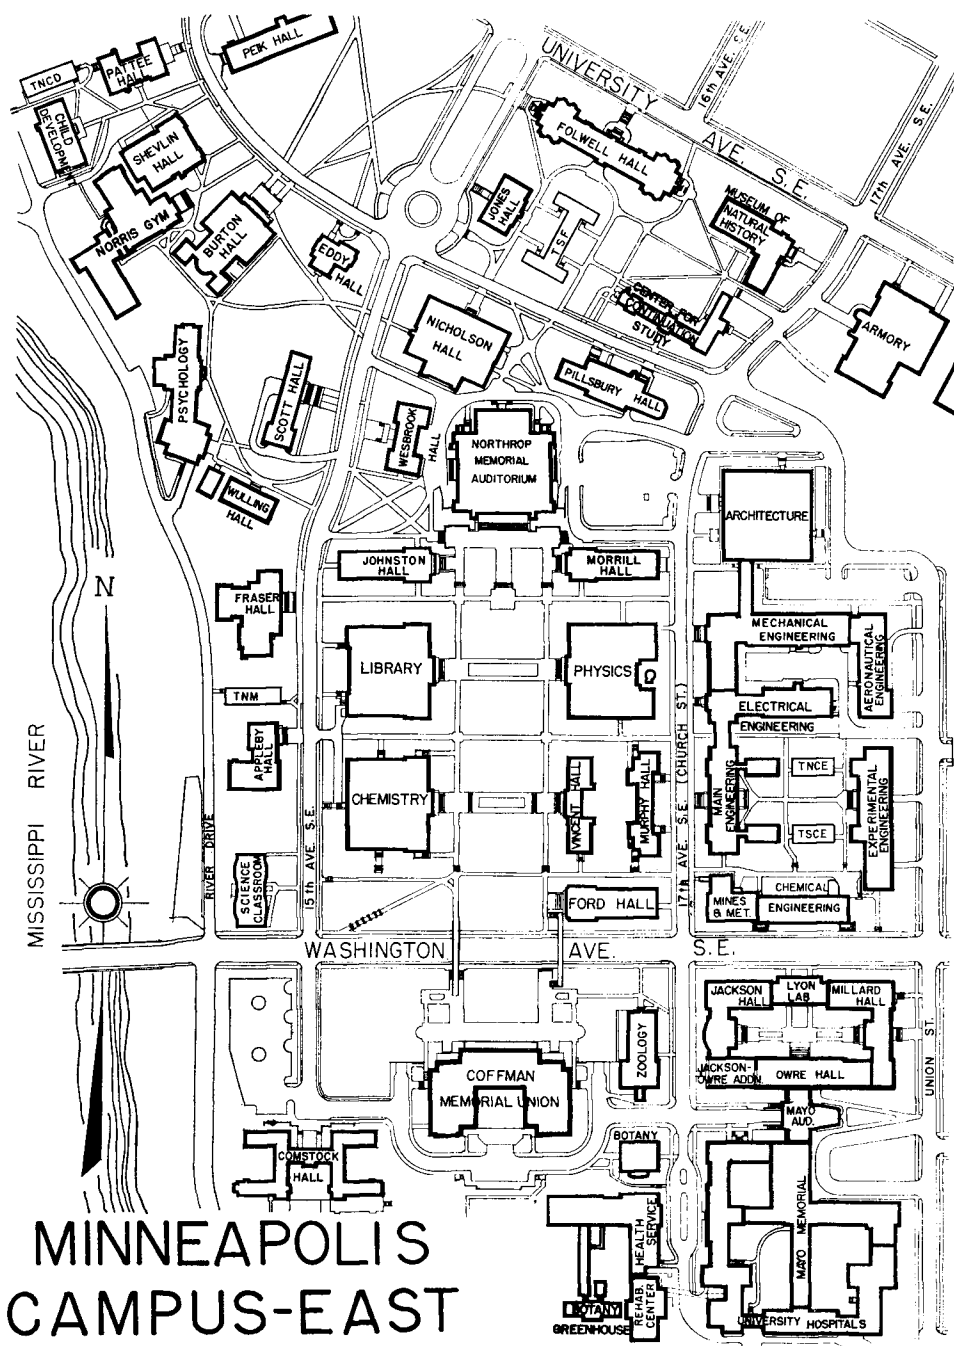 PEIK HALL
PATTEE
HALL
TNCD
CHILD
DEVELOPMENT
SHEVLIN
HALL
NORRIS GYM
BURTON
HALL
EDDY
HALL
UNIVERSITY
AVE.
S.E.
16th AVE. S.E.
17th AVE. S.E.
FOLWELL HALL
JONES
HALL
T.S.F.
MUSEUM OF
NATURAL
HISTORY
CENTER FOR
CONTINUATION
STUDY
ARMORY
NICHOLSON
HALL
PILLSBURY HALL
PSYCHOLOGY
SCOTT HALL
WESBROOK
HALL
WULLING
HALL
NORTHROP
MEMORIAL
AUDITORIUM
ARCHITECTURE
JOHNSTON
HALL
MORRILL
HALL
N
FRASER
HALL
LIBRARY
PHYSICS
MECHANICAL
ENGINEERING
AERONAUTICAL
ENGINEERING
TNM
ELECTRICAL
ENGINEERING
MISSISSIPPI RIVER
APPLEBY
HALL
CHEMISTRY
VINCENT HALL
MURPHY HALL
17th AVE. S.E. (CHURCH ST.)
MAIN
ENGINEERING
TNCE
TSCE
EXPERIMENTAL
ENGINEERING
RIVER DRIVE
SCIENCE
CLASSROOM
15th AVE. S.E.
FORD HALL
MINES
& MET.
CHEMICAL
ENGINEERING
WASHINGTON AVE. S.E.
JACKSON
HALL
LYON
LAB
MILLARD
HALL
ZOOLOGY
COFFMAN
MEMORIAL UNION
JACKSON-
OWRE ADDN.
OWRE HALL
UNION ST.
MAYO
AUD.
BOTANY
COMSTOCK
HALL
HEALTH
SERVICE
MAYO MEMORIAL
REHAB.
CENTER
BOTANY
GREENHOUSE
UNIVERSITY HOSPITALS
MINNEAPOLIS
CAMPUS-EAST